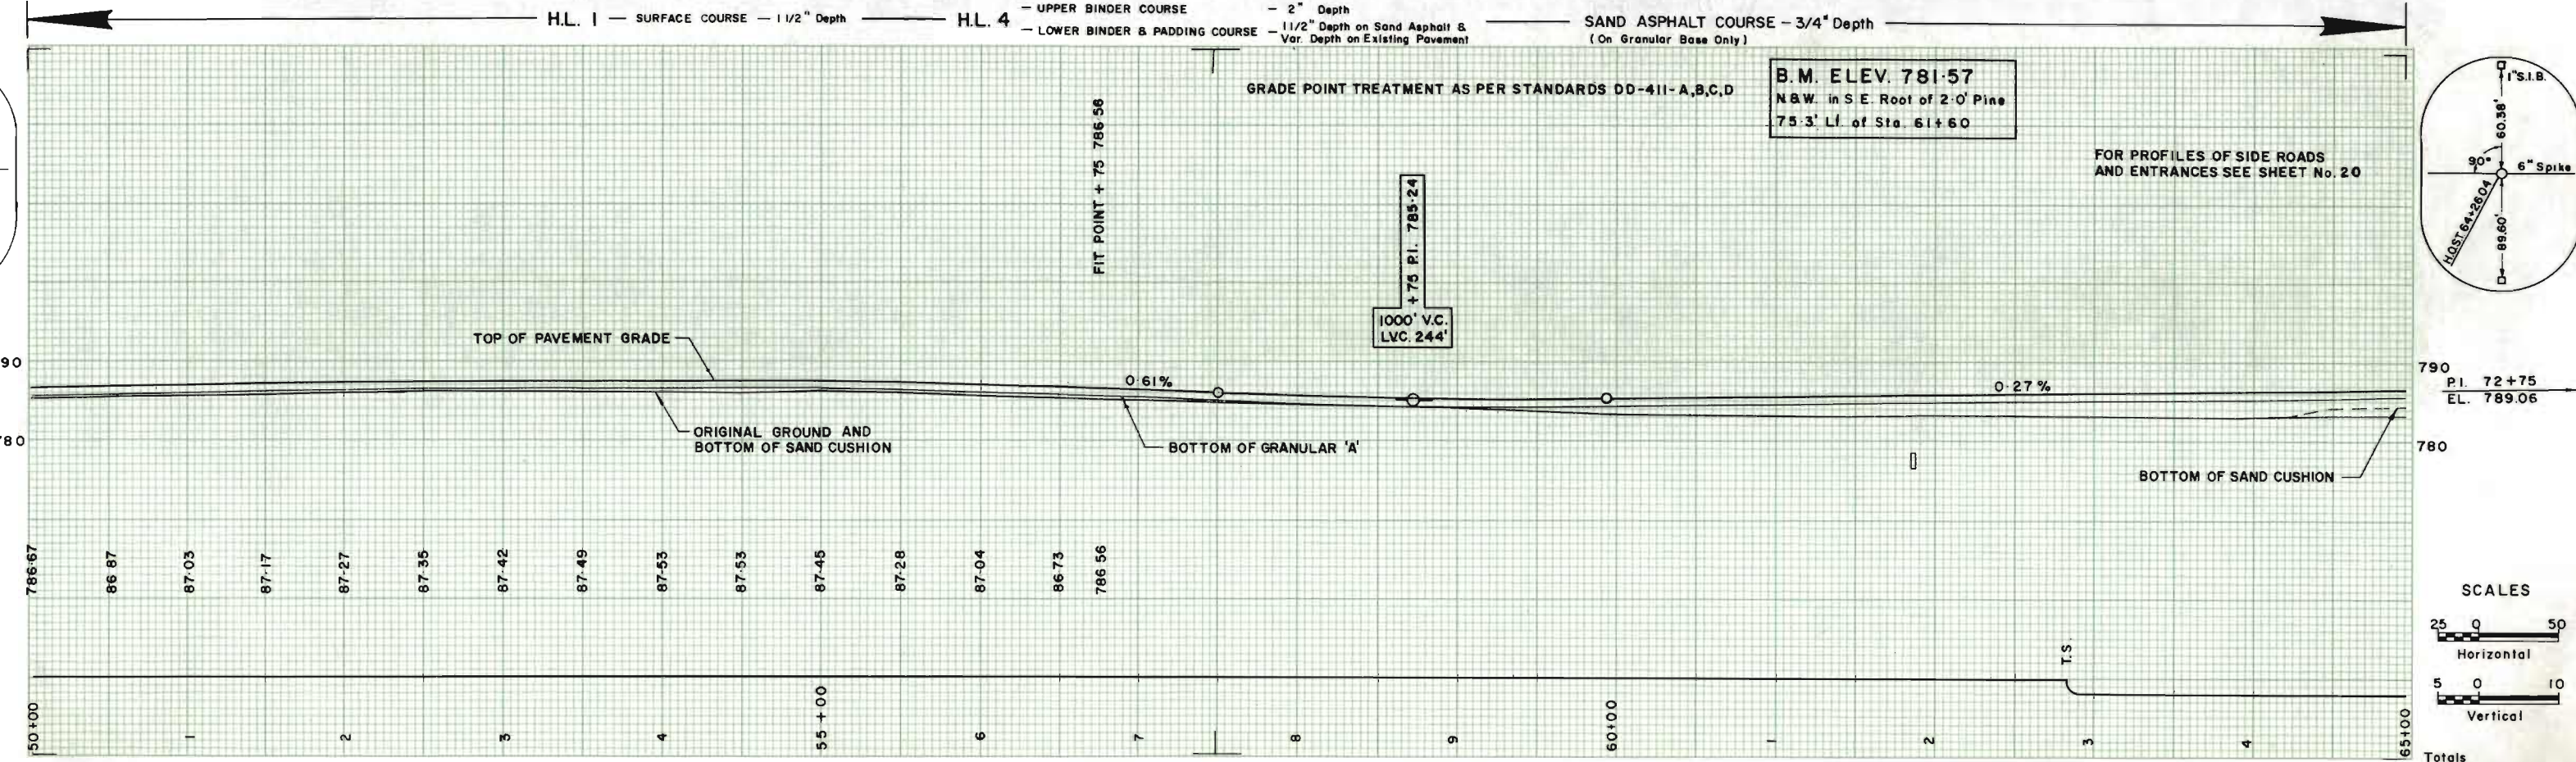 H.L. 1 — SURFACE COURSE — 1 1/2" Depth
H.L. 4
— UPPER BINDER COURSE — 2" Depth
— LOWER BINDER & PADDING COURSE — 1 1/2" Depth on Sand Asphalt &
Var. Depth on Existing Pavement
SAND ASPHALT COURSE – 3/4" Depth
(On Granular Base Only)
GRADE POINT TREATMENT AS PER STANDARDS DD-411-A,B,C,D
B.M. ELEV. 781·57
N&W. in S E. Root of 2·0' Pine
75·3' Lt. of Sta. 61+60
FOR PROFILES OF SIDE ROADS
AND ENTRANCES SEE SHEET No. 20
1" S.I.B.
60.38'
90°
6" Spike
H.O.S.T. 64+26.04
89.60'
FIT POINT + 75 786·56
+ 75 P.I. 785·24
1000' V.C.
L.V.C. 244'
TOP OF PAVEMENT GRADE
90
790
0·61%
0·27%
P.I. 72+75
EL. 789.06
ORIGINAL GROUND AND
BOTTOM OF SAND CUSHION
BOTTOM OF GRANULAR 'A'
BOTTOM OF SAND CUSHION
780
780
786·67
86 87
87·03
87·17
87·27
87·35
87·42
87·49
87·53
87·53
87·45
87·28
87·04
86·73
786 56
T.S.
50+00
1
2
3
4
55+00
6
7
8
9
60+00
1
2
3
4
65+00
SCALES
25 0 50
Horizontal
5 0 10
Vertical
Totals